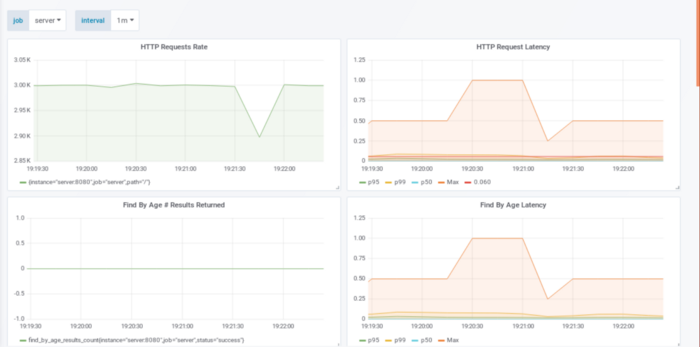 job server interval 1m
HTTP Requests Rate
3.05 K
3.00 K
2.95 K
2.90 K
2.85 K
19:19:30 19:20:00 19:20:30 19:21:00 19:21:30 19:22:00
{instance="server:8080",job="server",path="/"}
HTTP Request Latency
1.25
1.00
0.75
0.50
0.25
0
19:19:30 19:20:00 19:20:30 19:21:00 19:21:30 19:22:00
p95 p99 p50 Max 0.060
Find By Age # Results Returned
1.0
0.5
0
-0.5
-1.0
19:19:30 19:20:00 19:20:30 19:21:00 19:21:30 19:22:00
find_by_age_results_count{instance="server:8080",job="server",status="success"}
Find By Age Latency
1.25
1.00
0.75
0.50
0.25
0
19:19:30 19:20:00 19:20:30 19:21:00 19:21:30 19:22:00
p95 p99 p50 Max